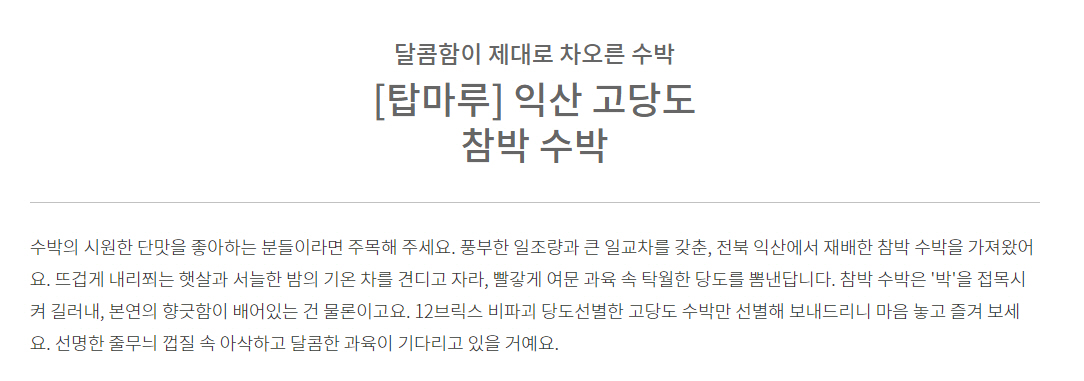 달콤함이 제대로 차오른 수박
[탑마루] 익산 고당도
참박 수박
수박의 시원한 단맛을 좋아하는 분들이라면 주목해 주세요. 풍부한 일조량과 큰 일교차를 갖춘, 전북 익산에서 재배한 참박 수박을 가져왔어
요. 뜨겁게 내리쬐는 햇살과 서늘한 밤의 기온 차를 견디고 자라, 빨갛게 여문 과육 속 탁월한 당도를 뽐낸답니다. 참박 수박은 '박'을 접목시
켜 길러내, 본연의 향긋함이 배어있는 건 물론이고요. 12브릭스 비파괴 당도선별한 고당도 수박만 선별해 보내드리니 마음 놓고 즐겨 보세
요. 선명한 줄무늬 껍질 속 아삭하고 달콤한 과육이 기다리고 있을 거예요.